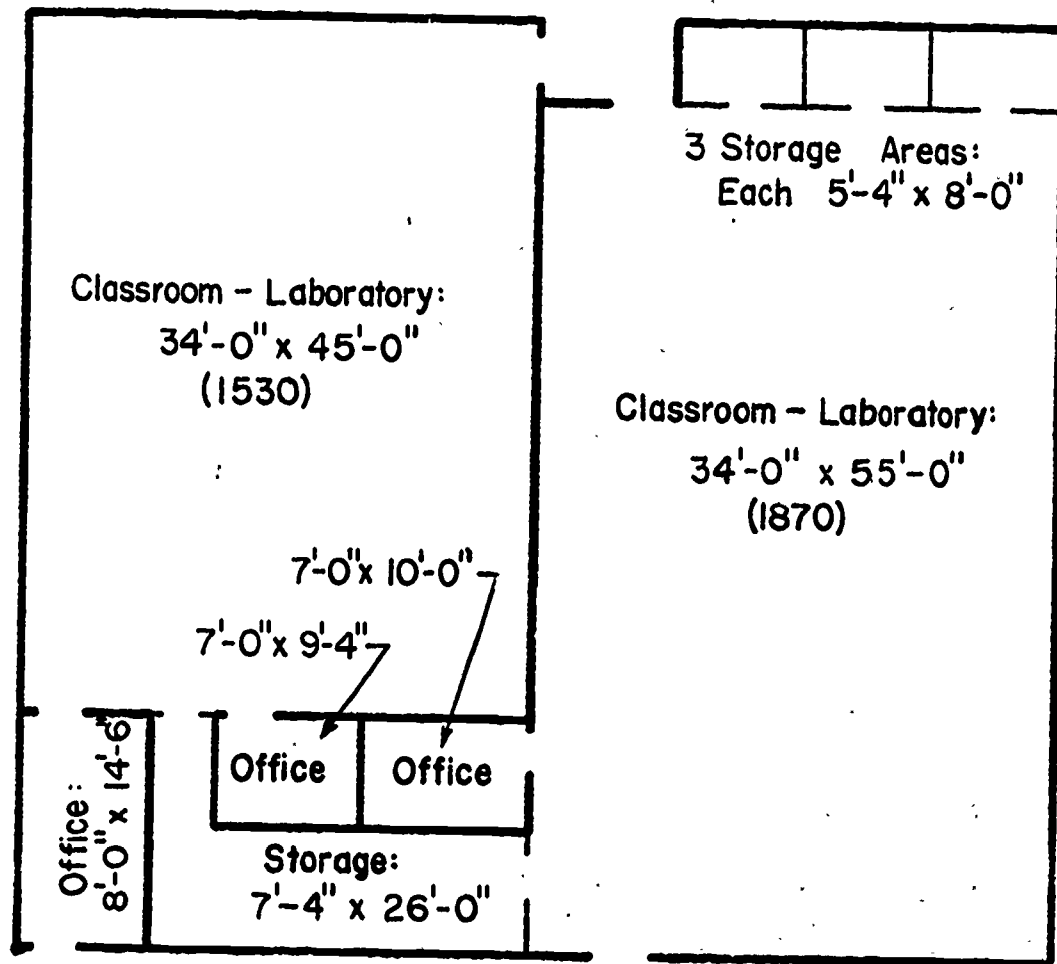 3 Storage Areas:
Each 5'-4" x 8'-0"
Classroom - Laboratory:
34'-0" x 45'-0"
(1530)
Classroom - Laboratory:
34'-0" x 55'-0"
(1870)
7'-0" x 10'-0"
7'-0" x 9'-4"
Office
Office
Office:
8'-0" x 14'-6"
Storage:
7'-4" x 26'-0"